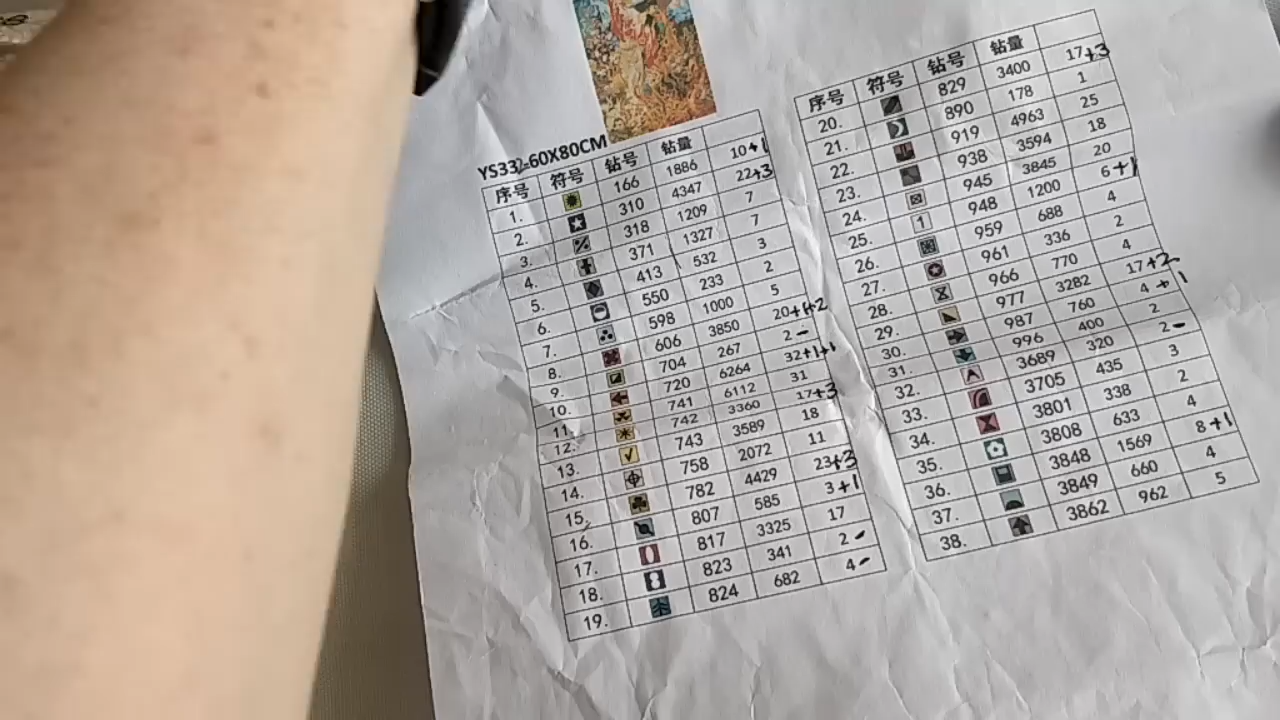 YS332-60X80CM
序号 符号 钻号 钻量
1. 166 1886 10+1
2. 310 4347 22+3
3. 318 1209 7
4. 371 1327 7
5. 413 532 3
6. 550 233 2
7. 598 1000 5
8. 606 3850 20+1+2
9. 704 267 2-
10. 720 6264 32+1+1
11. 741 6112 31
12. 742 3360 17+3
13. 743 3589 18
14. 758 2072 11
15. 782 4429 23+3
16. 807 585 3+1
17. 817 3325 17
18. 823 341 2-
19. 824 682 4-
序号 符号 钻号 钻量
20. 829 3400 17+3
21. 890 178 1
22. 919 4963 25
23. 938 3594 18
24. 945 3845 20
25. 1 948 1200 6+1
26. 959 688 4
27. 961 336 2
28. 966 770 4
29. 977 3282 17+2
30. 987 760 4+1
31. 996 400 2
32. 3689 320 2-
33. 3705 435 3
34. 3801 338 2
35. 3808 633 4
36. 3848 1569 8+1
37. 3849 660 4
38. 3862 962 5